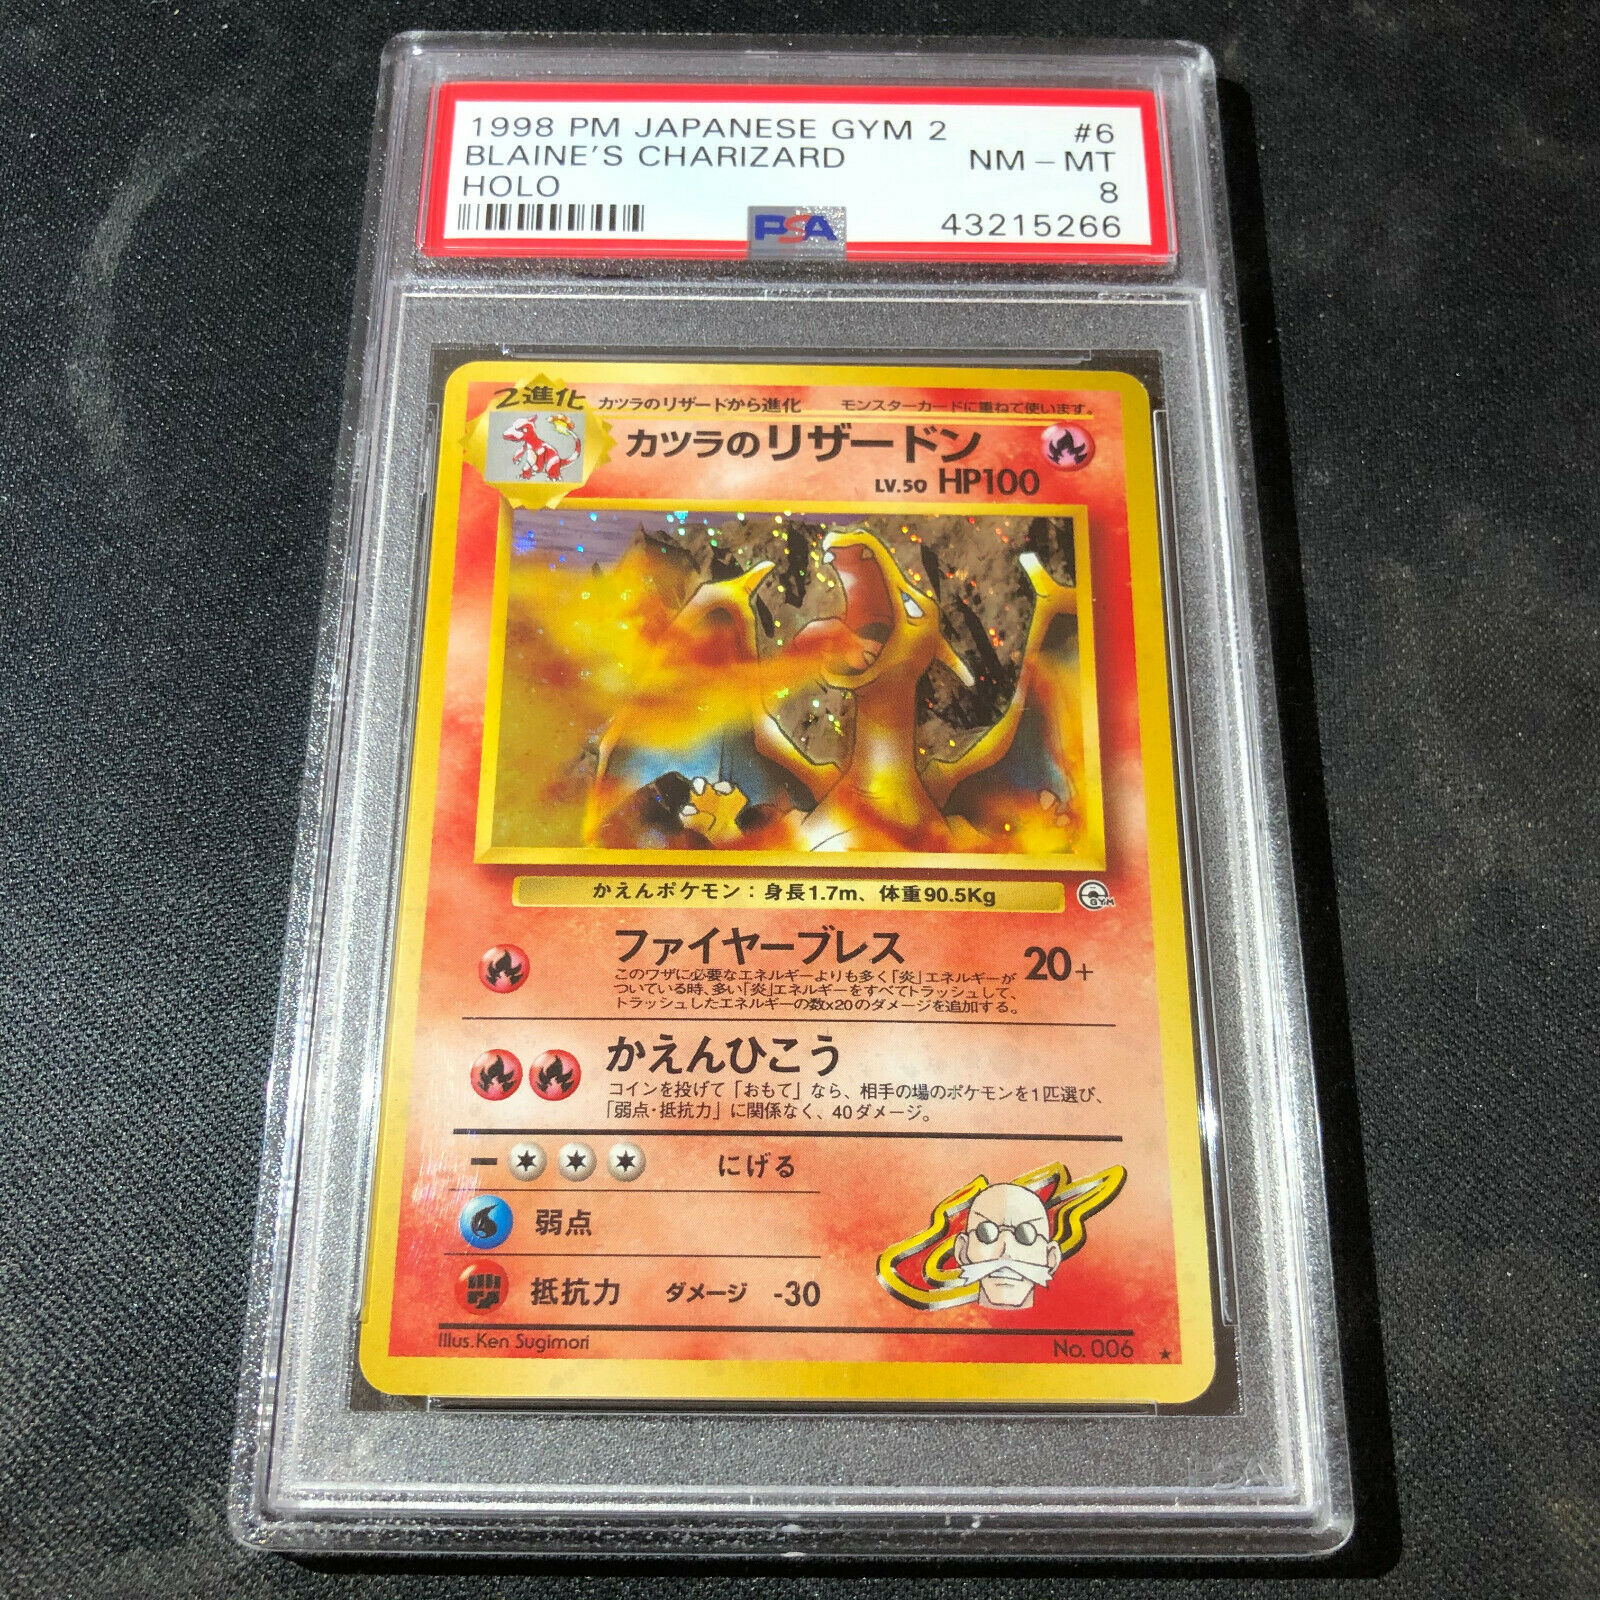 1998 PM JAPANESE GYM 2 #6
BLAINE'S CHARIZARD NM - MT
HOLO 8
PSA 43215266
2進化 カツラのリザードから進化 モンスターカードに重ねて使います。
カツラのリザードン
LV.50 HP100
かえんポケモン：身長1.7m、体重90.5Kg
GYM
ファイヤーブレス 20+
このワザに必要なエネルギーよりも多く「炎」エネルギーが
ついている時、多い「炎」エネルギーをすべてトラッシュして、
トラッシュしたエネルギーの数x20のダメージを追加する。
かえんひこう
コインを投げて「おもて」なら、相手の場のポケモンを1匹選び、
「弱点・抵抗力」に関係なく、40ダメージ。
にげる
弱点
抵抗力 ダメージ -30
Illus.Ken Sugimori No. 006 ★